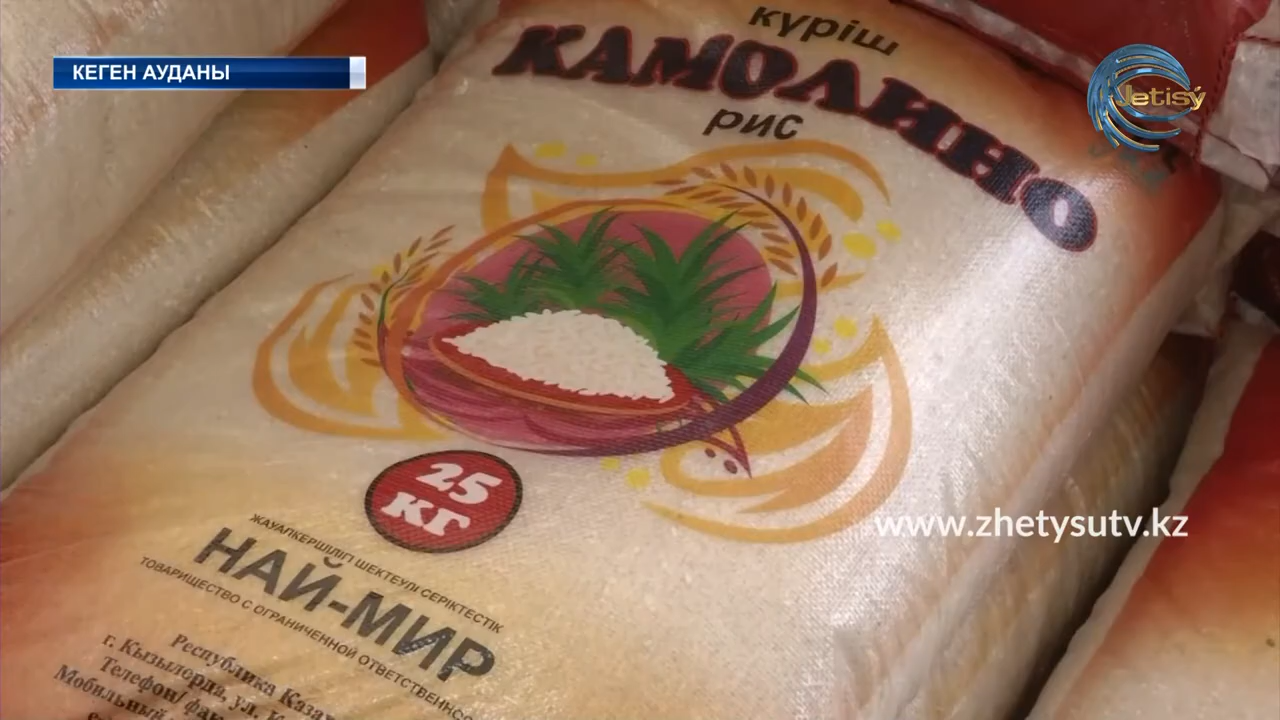 КЕГЕН АУДАНЫ
Jetisý
күріш
КАМОЛИНО
рис
25
КГ
www.zhetysutv.kz
ЖАУАПКЕРШІЛІГІ ШЕКТЕУЛІ СЕРІКТЕСТІК
НАЙ-МИР
ТОВАРИЩЕСТВО С ОГРАНИЧЕННОЙ
Республика
г. Кызылорда, ул.
Телефон/
Мобильный